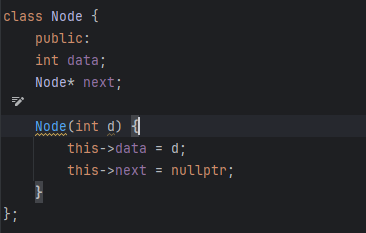 class Node {
    public:
    int data;
    Node* next;

    Node(int d) {
        this->data = d;
        this->next = nullptr;
    }
};